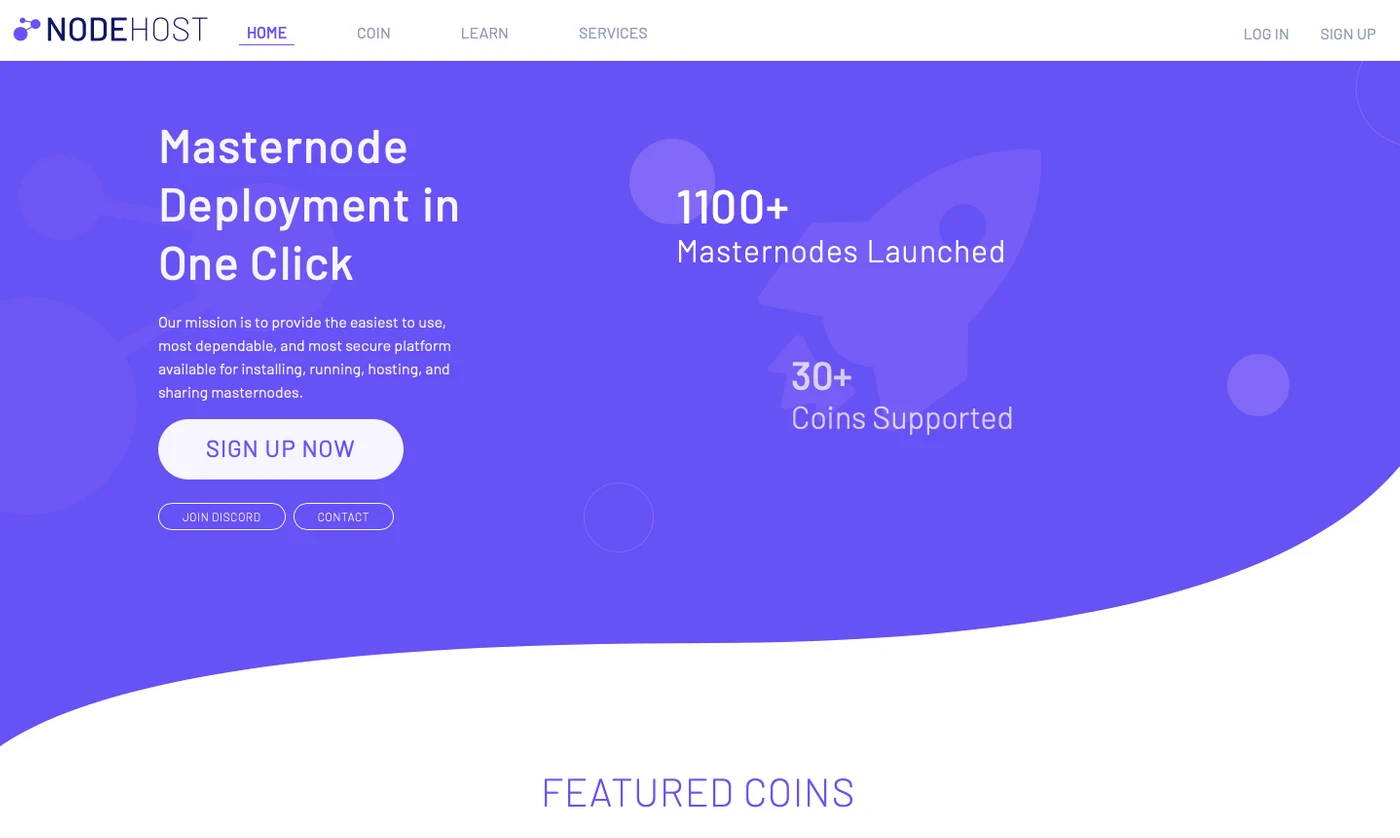 NODEHOST
HOME
COIN
LEARN
SERVICES
LOG IN
SIGN UP
Masternode
Deployment in
One Click
Our mission is to provide the easiest to use,
most dependable, and most secure platform
available for installing, running, hosting, and
sharing masternodes.
SIGN UP NOW
JOIN DISCORD
CONTACT
1100+
Masternodes Launched
30+
Coins Supported
FEATURED COINS